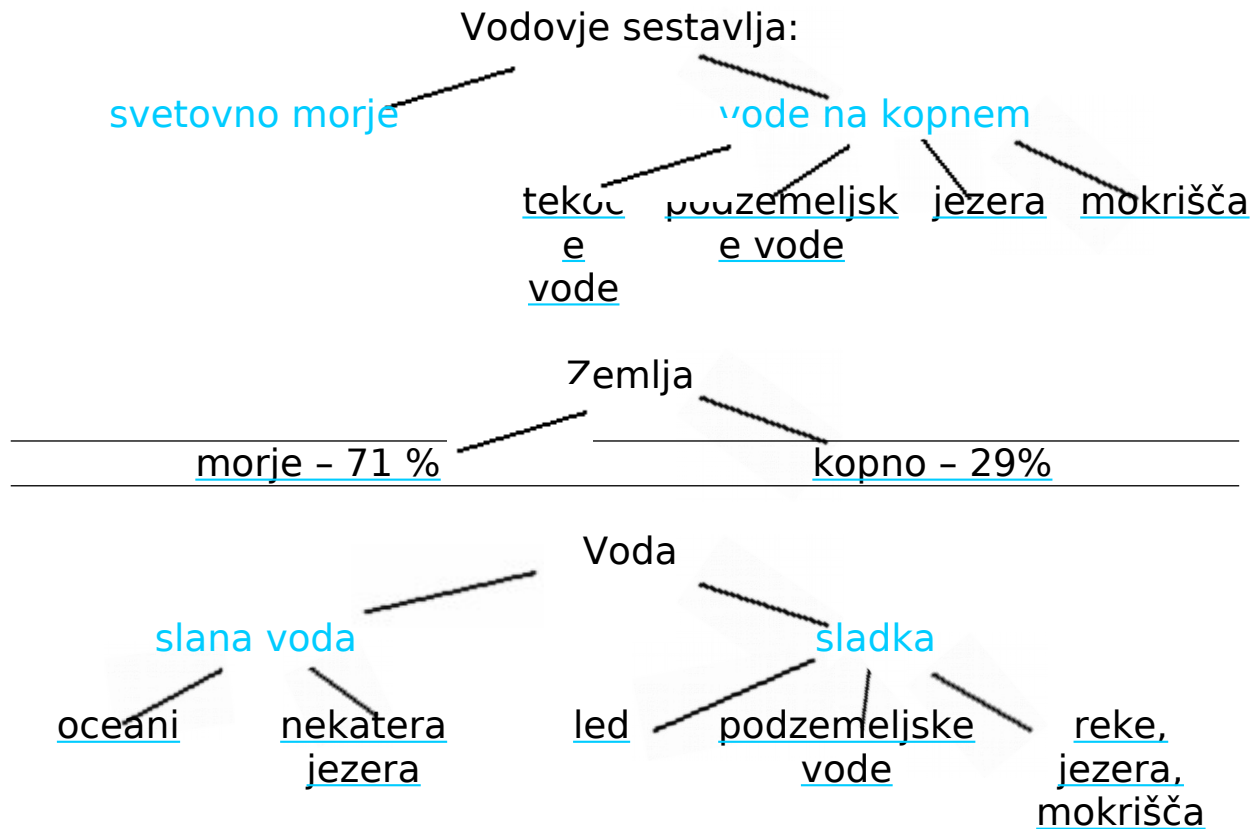 Vodovje sestavlja:
svetovno morje vode na kopnem
tekoč podzemeljsk jezera mokrišča
e e vode
vode
Zemlja
morje – 71 % kopno – 29%
Voda
slana voda sladka
oceani nekatera led podzemeljske reke,
jezera vode jezera,
mokrišča